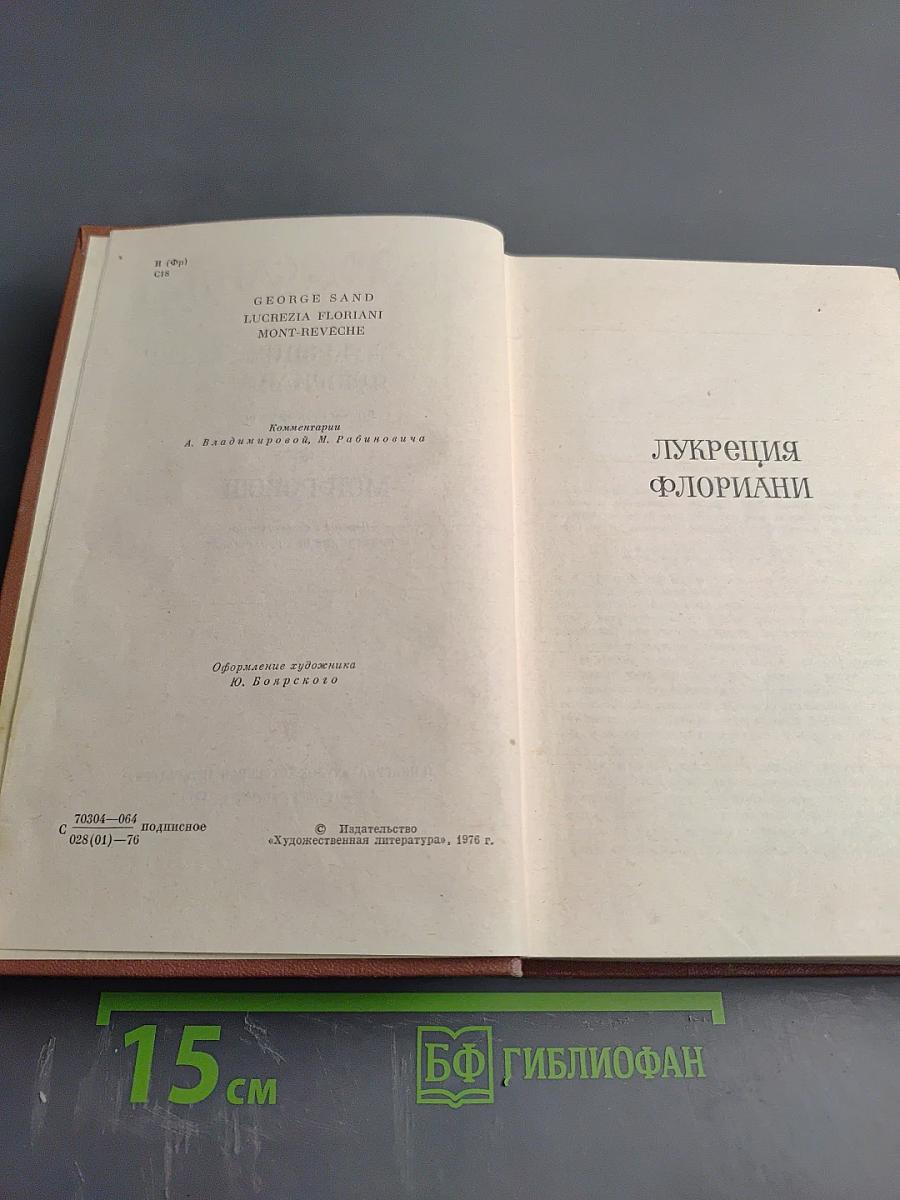 И (Фр)
С18
GEORGE SAND
LUCREZIA FLORIANI
MONT-REVÊCHE
Комментарии
А. Владимировой, М. Рабиновича
Оформление художника
Ю. Боярского
С 70304—064
028(01)—76 подписное
© Издательство
«Художественная литература», 1976 г.
ЛУКРЕЦИЯ
ФЛОРИАНИ
15 см
БФ ГИБЛИОФАН